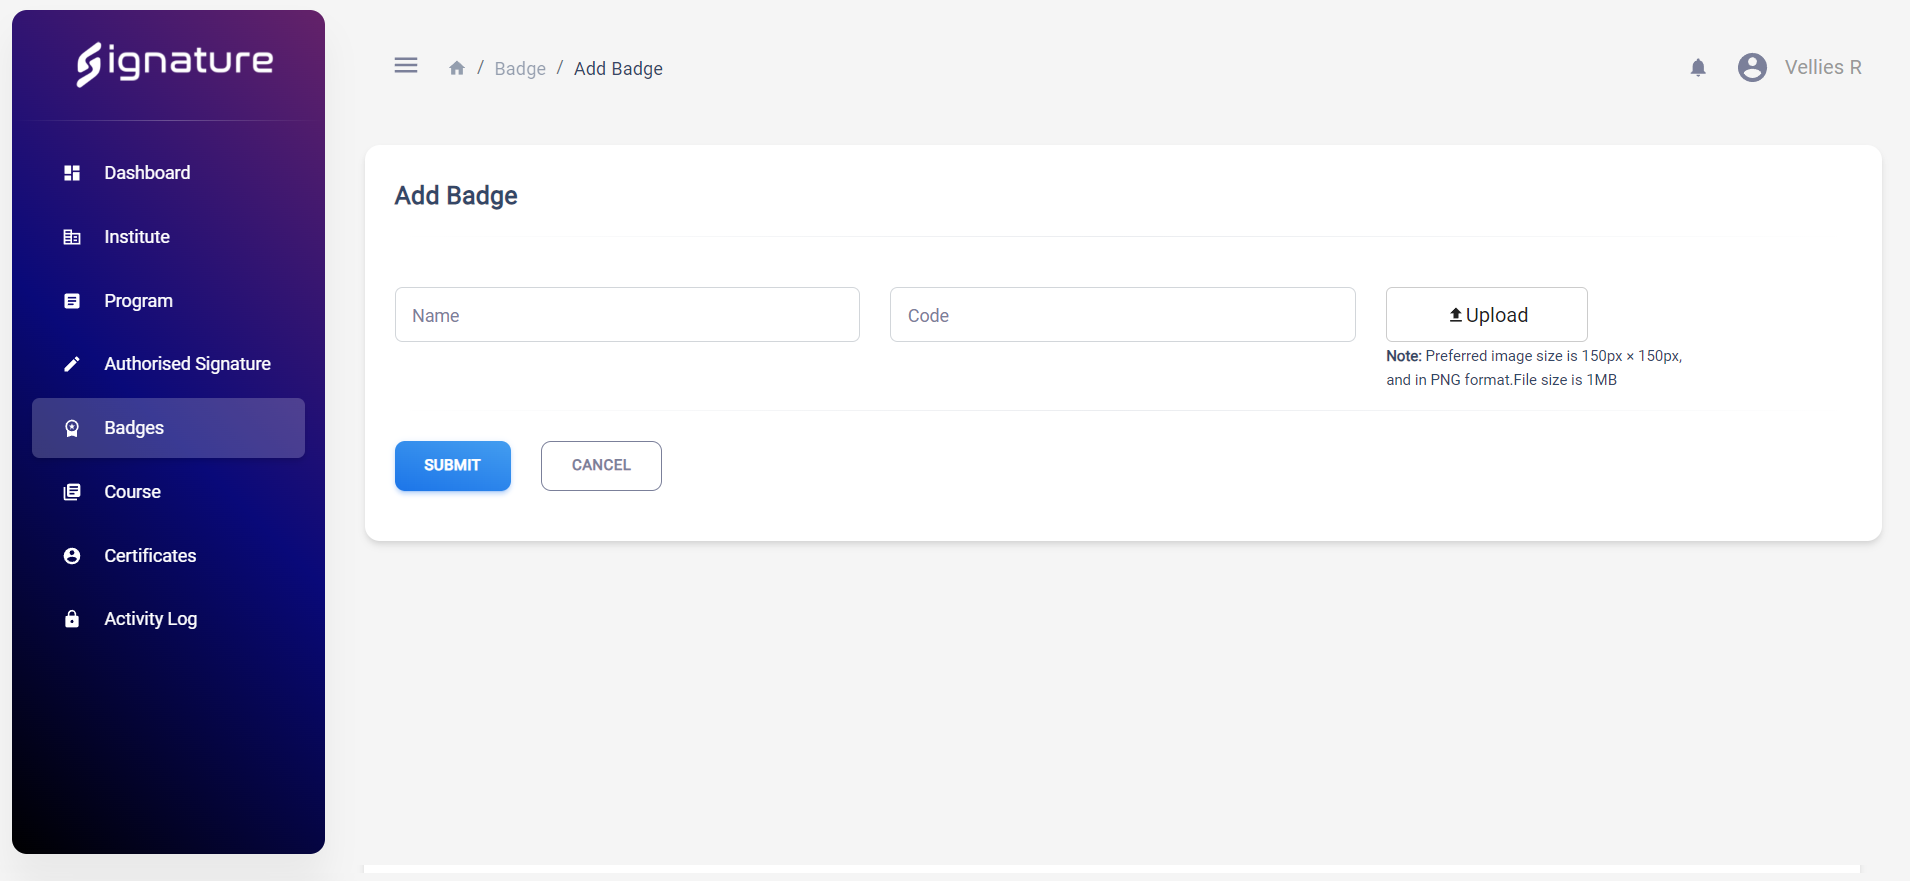 Signature
Dashboard
Institute
Program
Authorised Signature
Badges
Course
Certificates
Activity Log
/ Badge / Add Badge
Vellies R
Add Badge
Name
Code
Upload
Note: Preferred image size is 150px × 150px,
and in PNG format.File size is 1MB
SUBMIT
CANCEL